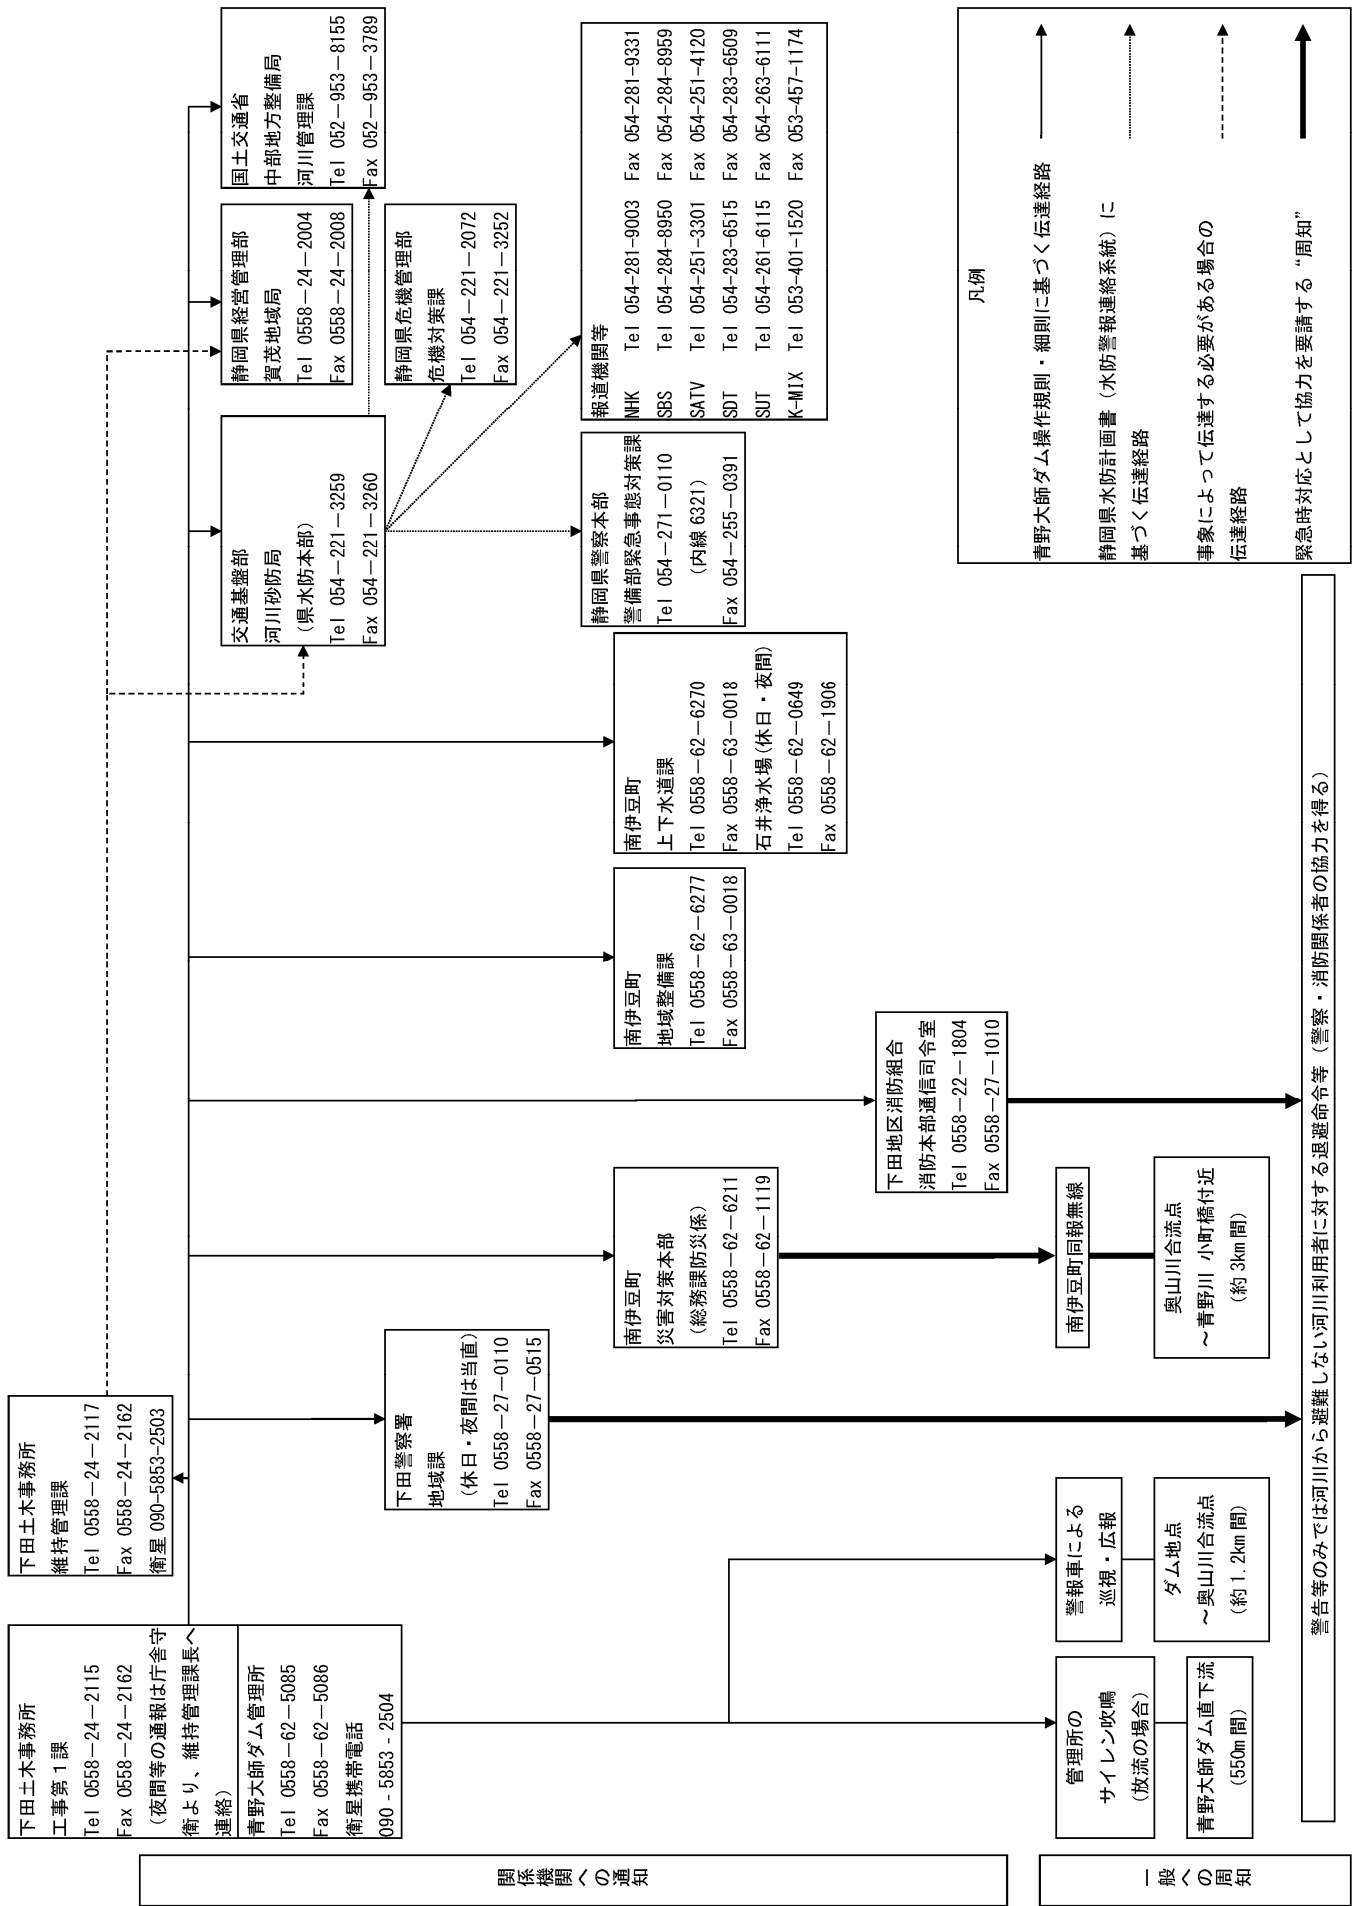 関係機関への通知
下田土木事務所
工事第１課
Tel 0558－24－2115
Fax 0558－24－2162
（夜間等の通報は庁舎守
衛より、維持管理課長へ
連絡）
青野大師ダム管理所
Tel 0558－62－5085
Fax 0558－62－5086
衛星携帯電話
090 - 5853 - 2504
下田土木事務所
維持管理課
Tel 0558－24－2117
Fax 0558－24－2162
衛星 090-5853-2503
下田警察署
地域課
（休日・夜間は当直）
Tel 0558－27－0110
Fax 0558－27－0515
南伊豆町
災害対策本部
（総務課防災係）
Tel 0558－62－6211
Fax 0558－62－1119
下田地区消防組合
消防本部通信司令室
Tel 0558－22－1804
Fax 0558－27－1010
南伊豆町
地域整備課
Tel 0558－62－6277
Fax 0558－63－0018
南伊豆町
上下水道課
Tel 0558－62－6270
Fax 0558－63－0018
石井浄水場(休日・夜間)
Tel 0558－62－0649
Fax 0558－62－1906
交通基盤部
河川砂防局
（県水防本部）
Tel 054－221－3259
Fax 054－221－3260
静岡県経営管理部
賀茂地域局
Tel 0558－24－2004
Fax 0558－24－2008
国土交通省
中部地方整備局
河川管理課
Tel 052－953－8155
Fax 052－953－3789
静岡県危機管理部
危機対策課
Tel 054－221－2072
Fax 054－221－3252
静岡県警察本部
警備部緊急事態対策課
Tel 054－271－0110
（内線 6321）
Fax 054－255－0391
報道機関等
NHK Tel 054-281-9003 Fax 054-281-9331
SBS Tel 054-284-8950 Fax 054-284-8959
SATV Tel 054-251-3301 Fax 054-251-4120
SDT Tel 054-283-6515 Fax 054-283-6509
SUT Tel 054-261-6115 Fax 054-263-6111
K-MIX Tel 053-401-1520 Fax 053-457-1174
一般への周知
管理所の
サイレン吹鳴
（放流の場合）
青野大師ダム直下流
（550m 間）
警報車による
巡視・広報
ダム地点
～奥山川合流点
（約 1.2km 間）
南伊豆町同報無線
奥山川合流点
～青野川 小町橋付近
（約 3km 間）
警告等のみでは河川から避難しない河川利用者に対する退避命令等（警察・消防関係者の協力を得る）
凡例
青野大師ダム操作規則・細則に基づく伝達経路
静岡県水防計画書（水防警報連絡系統）に
基づく伝達経路
事象によって伝達する必要がある場合の
伝達経路
緊急時対応として協力を要請する“周知”